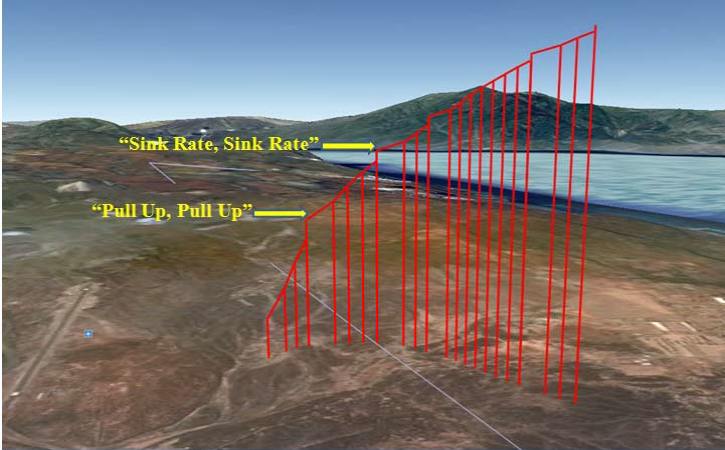 “Sink Rate, Sink Rate”
“Pull Up, Pull Up”